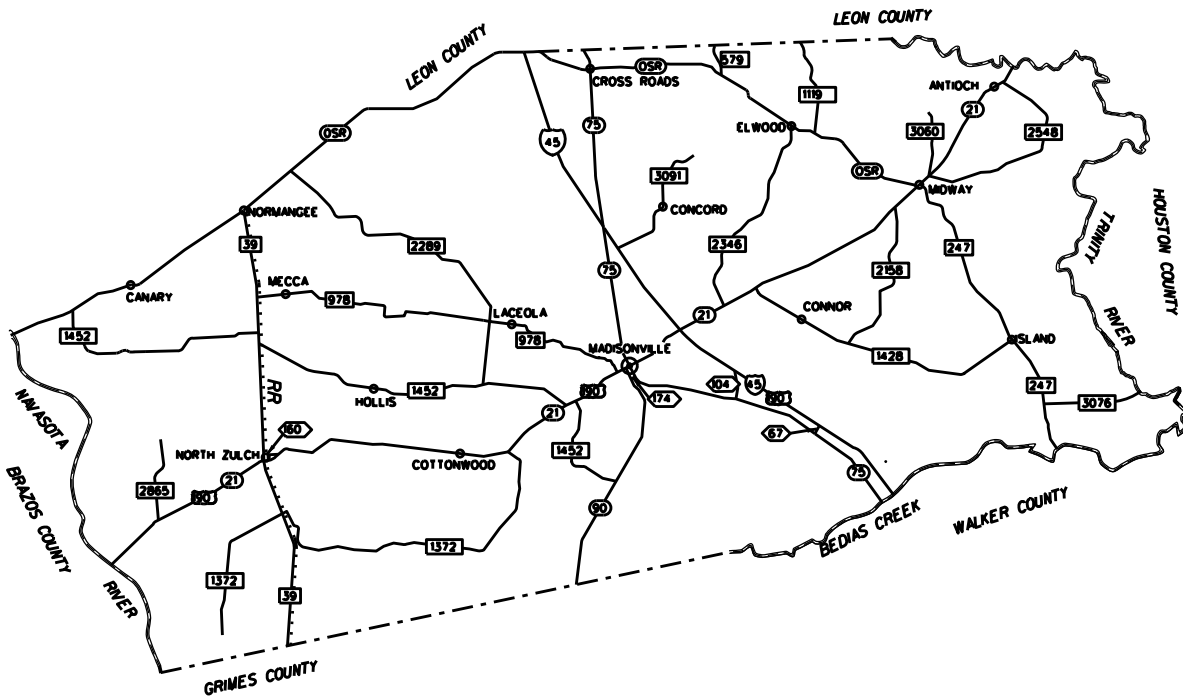 LEON COUNTY
LEON COUNTY
OSR
579
CROSS ROADS
ANTIOCH
1119
21
75
ELWOOD
3060
2548
OSR
45
OSR
3091
MIDWAY
CONCORD
NORMANGEE
HOUSTON COUNTY
TRINITY
39
2289
2346
247
75
2158
MECCA
CANARY
978
CONNOR
LACEOLA
21
RIVER
1452
978
MADISONVILLE
ISLAND
1428
RR
1452
190
104
45
190
247
HOLLIS
174
3076
NAVASOTA
21
160
67
NORTH ZULCH
1452
COTTONWOOD
75
21
2865
190
90
BRAZOS COUNTY
BEDIAS CREEK
WALKER COUNTY
1372
1372
RIVER
39
GRIMES COUNTY